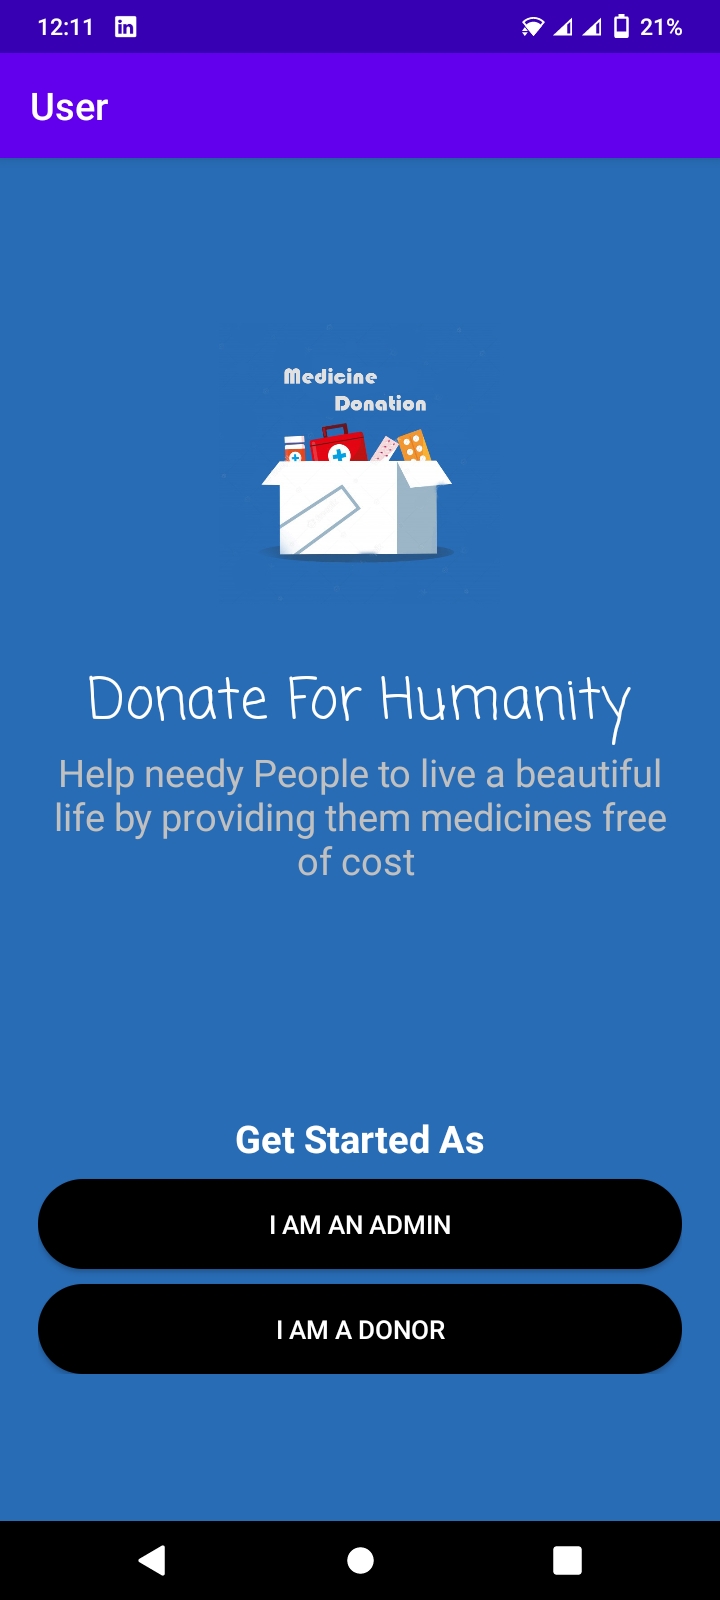 12:11
21%
User
Medicine
Donation
Donate For Humanity
Help needy People to live a beautiful
life by providing them medicines free
of cost
Get Started As
I AM AN ADMIN
I AM A DONOR